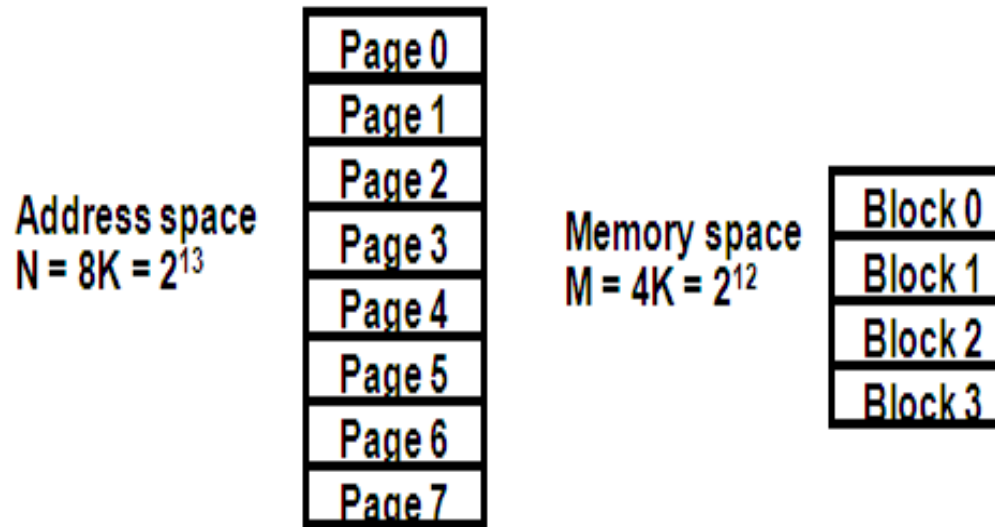 Address space
N = 8K = 2¹³
Page 0
Page 1
Page 2
Page 3
Page 4
Page 5
Page 6
Page 7
Memory space
M = 4K = 2¹²
Block 0
Block 1
Block 2
Block 3